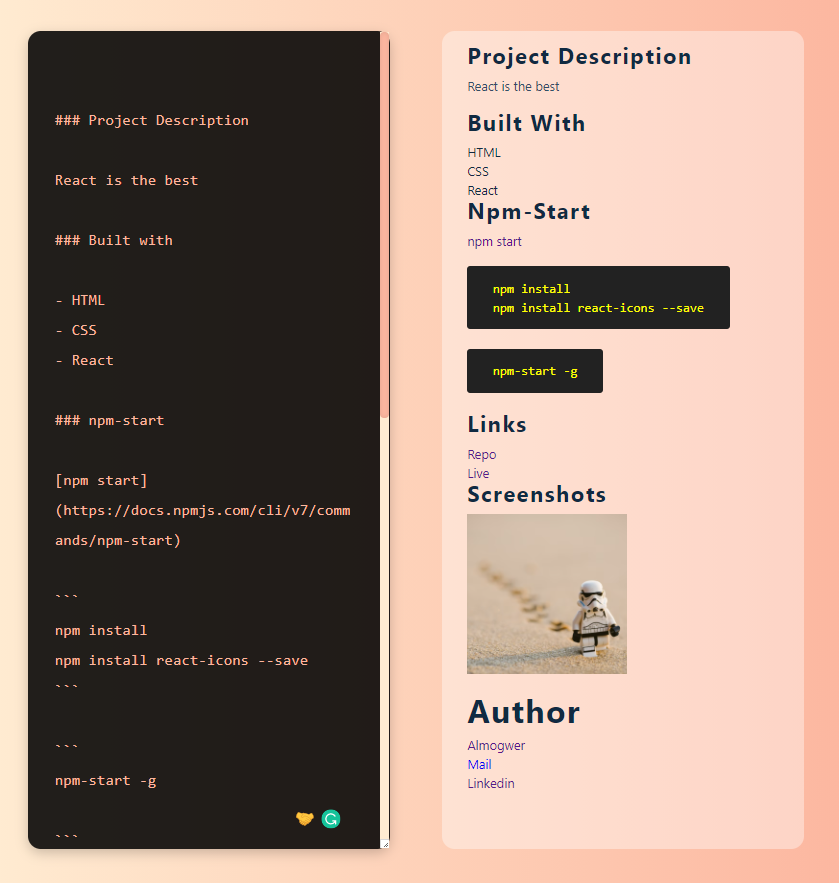 ### Project Description
React is the best
### Built with
- HTML
- CSS
- React
### npm-start
[npm start]
(https://docs.npmjs.com/cli/v7/comm
ands/npm-start)
```
npm install
npm install react-icons --save
```
```
npm-start -g
```
Project Description
React is the best
Built With
HTML
CSS
React
Npm-Start
npm start
npm install
npm install react-icons --save
npm-start -g
Links
Repo
Live
Screenshots
Author
Almogwer
Mail
Linkedin